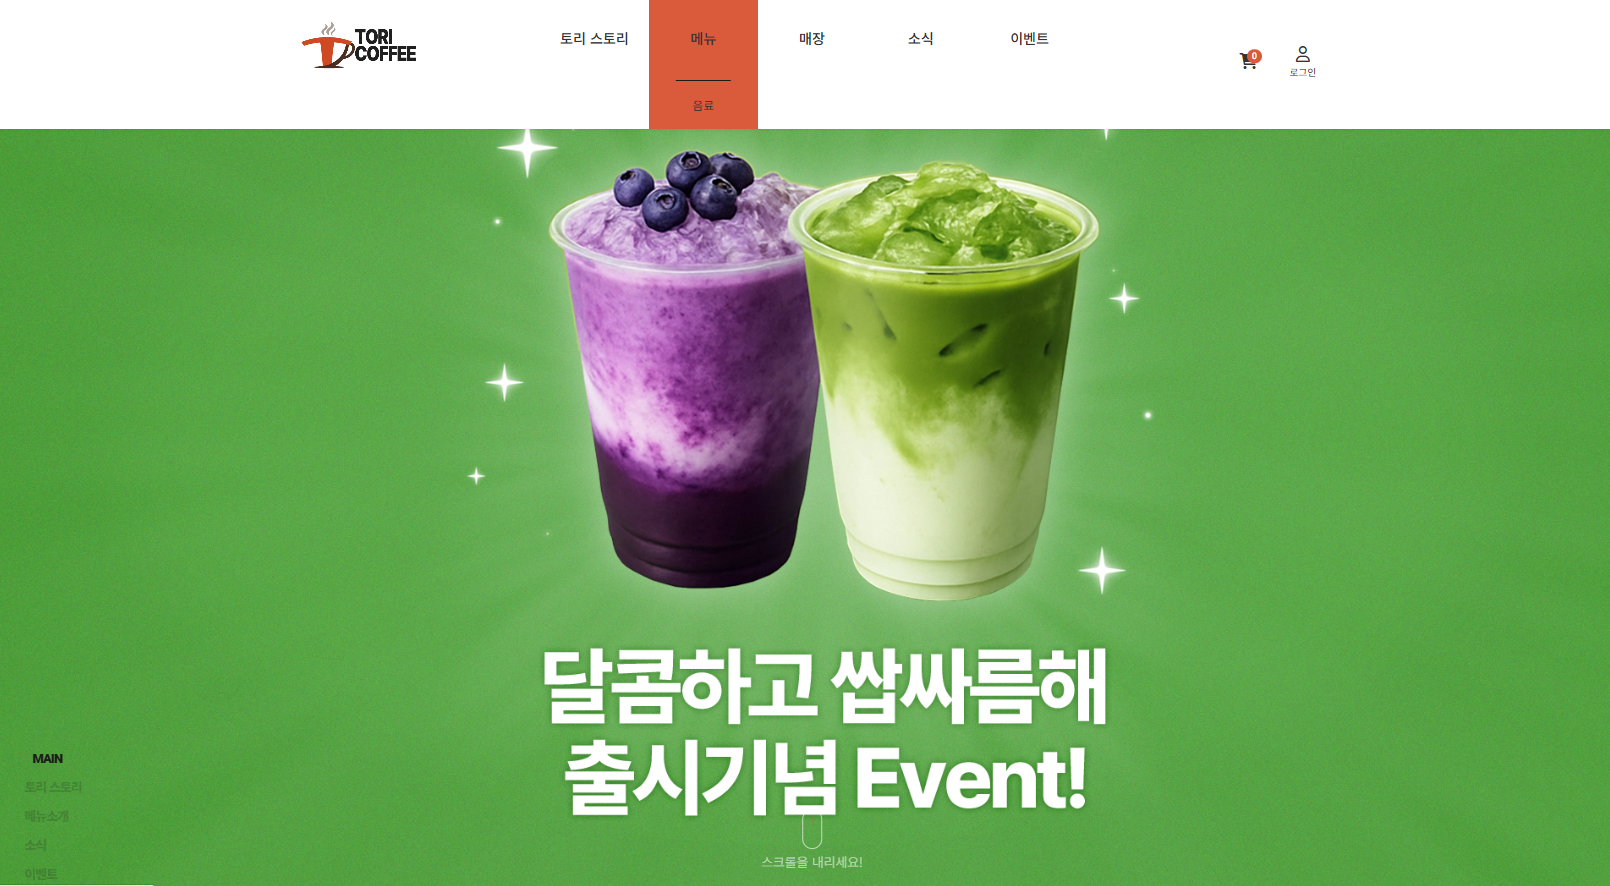 TORI
COFFEE
토리 스토리
메뉴
매장
소식
이벤트
0
로그인
음료
달콤하고 쌉싸름해
출시기념 Event!
스크롤을 내리세요!
MAIN
토리 스토리
메뉴소개
소식
이벤트